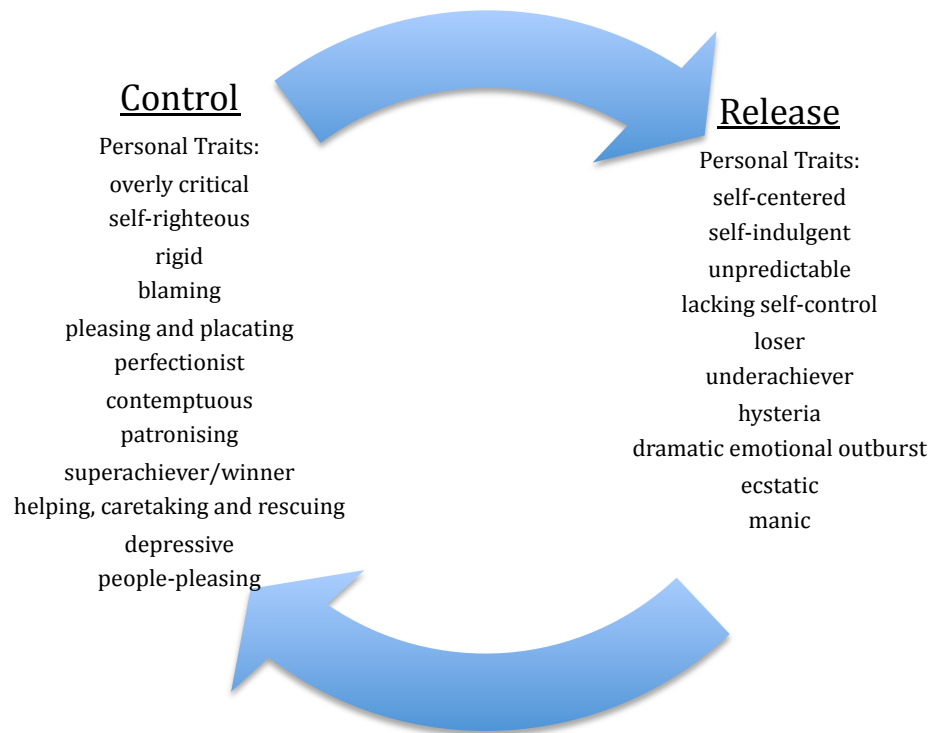 Control
Personal Traits:
overly critical
self-righteous
rigid
blaming
pleasing and placating
perfectionist
contemptuous
patronising
superachiever/winner
helping, caretaking and rescuing
depressive
people-pleasing
Release
Personal Traits:
self-centered
self-indulgent
unpredictable
lacking self-control
loser
underachiever
hysteria
dramatic emotional outburst
ecstatic
manic